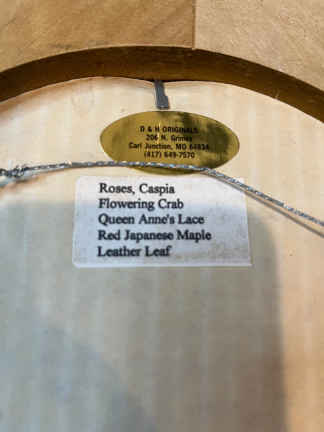 D & H ORIGINALS
206 N. Grimes
Carl Junction, MO 64834
(417) 649-7570
Roses, Caspia
Flowering Crab
Queen Anne's Lace
Red Japanese Maple
Leather Leaf